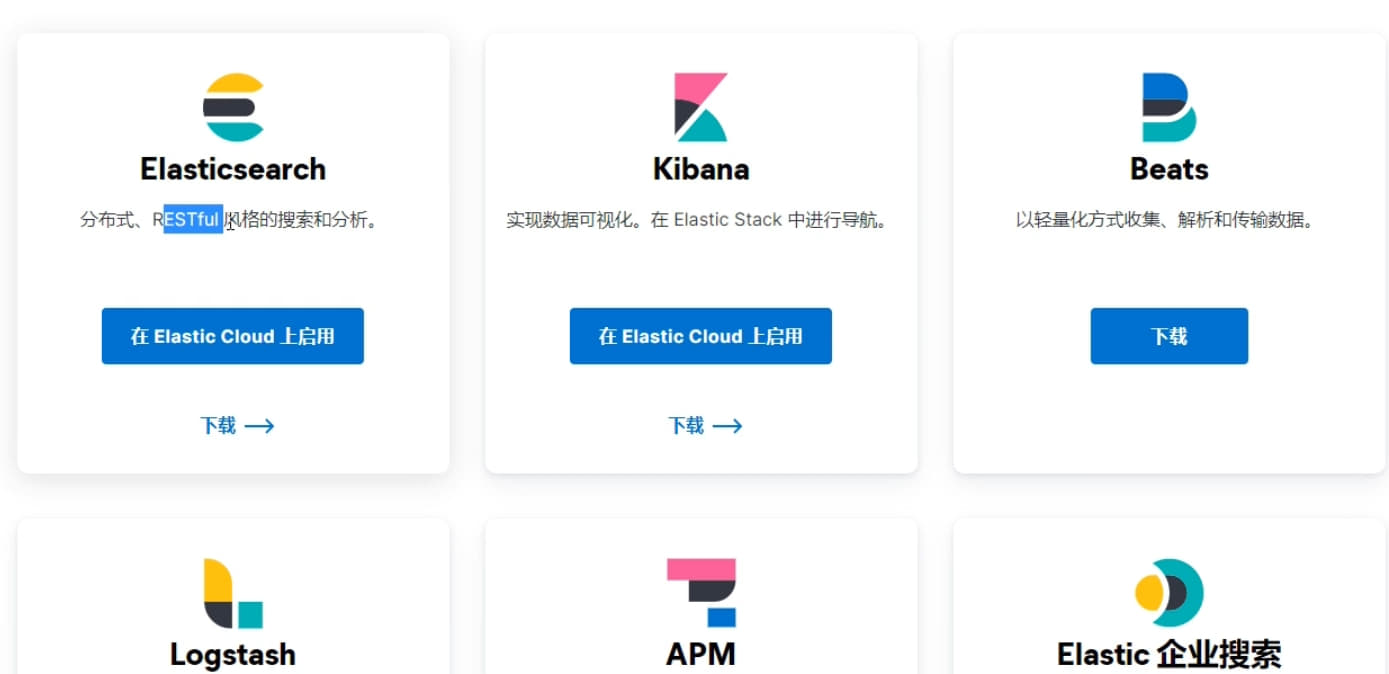 Elasticsearch
分布式、RESTful 风格的搜索和分析。
在 Elastic Cloud 上启用
下载
Kibana
实现数据可视化。在 Elastic Stack 中进行导航。
在 Elastic Cloud 上启用
下载
Beats
以轻量化方式收集、解析和传输数据。
下载
Logstash
APM
Elastic 企业搜索